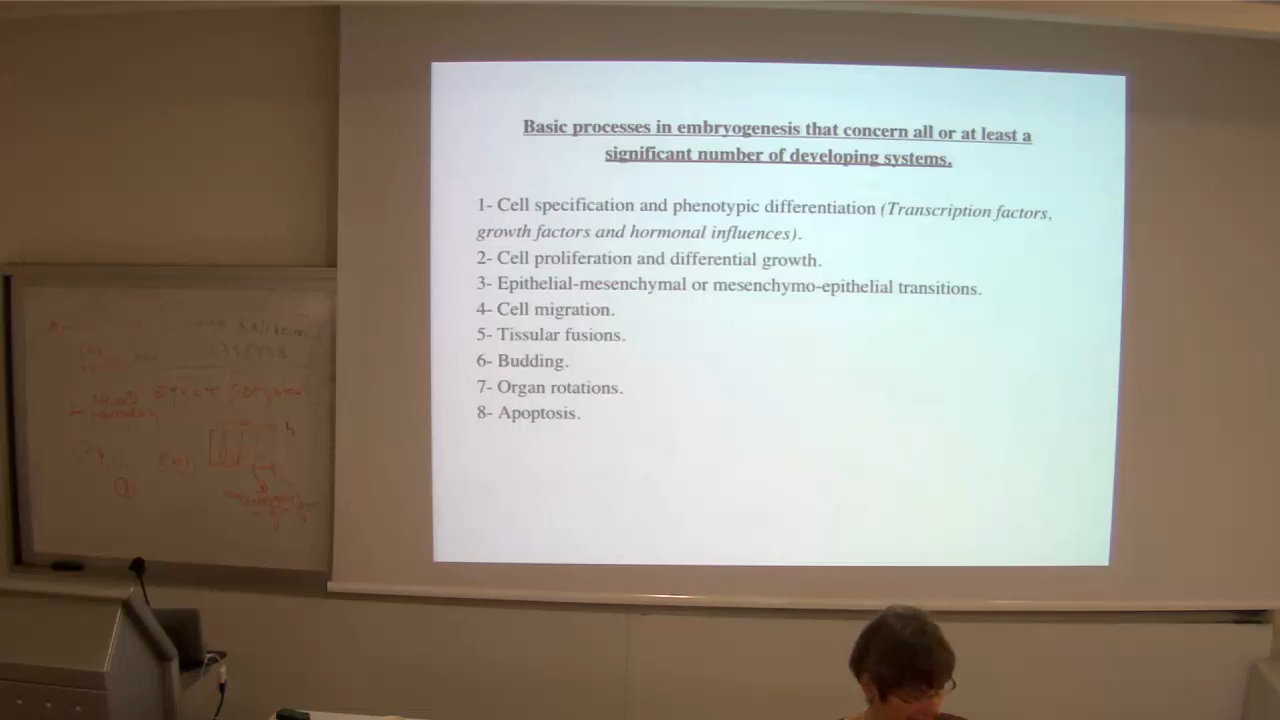 Basic processes in embryogenesis that concern all or at least a
significant number of developing systems.
1- Cell specification and phenotypic differentiation (Transcription factors,
growth factors and hormonal influences).
2- Cell proliferation and differential growth.
3- Epithelial-mesenchymal or mesenchymo-epithelial transitions.
4- Cell migration.
5- Tissular fusions.
6- Budding.
7- Organ rotations.
8- Apoptosis.